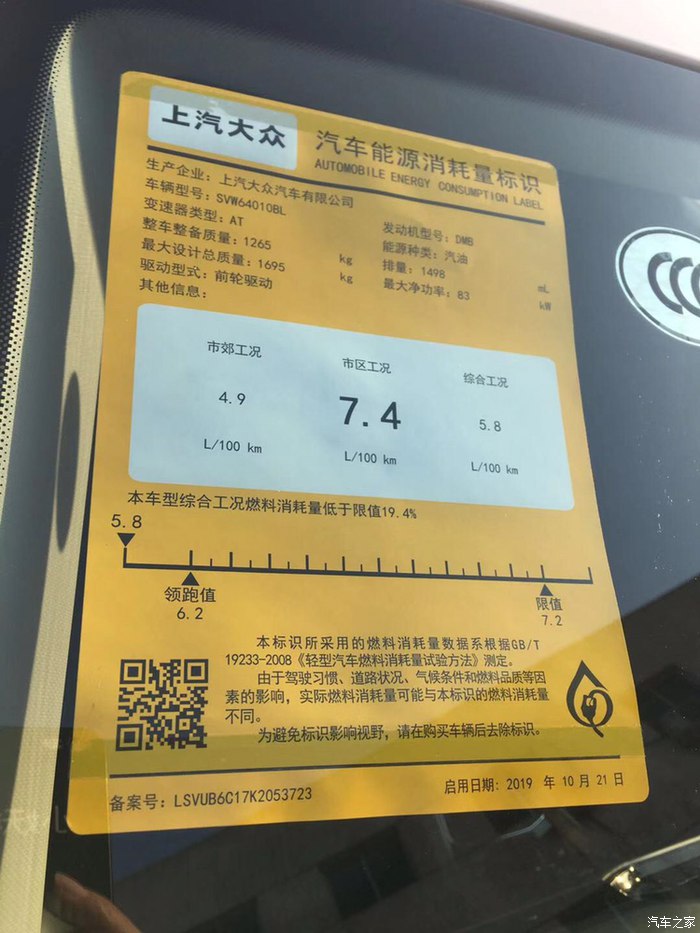 上汽大众
汽车能源消耗量标识
AUTOMOBILE ENERGY CONSUMPTION LABEL
生产企业：上汽大众汽车有限公司
车辆型号：SVW64010BL
发动机型号：DMB
变速器类型：AT
能源种类：汽油
整车整备质量：1265 kg
排量：1498 mL
最大设计总质量：1695 kg
最大净功率：83 kW
驱动型式：前轮驱动
其他信息：
市郊工况 市区工况 综合工况
4.9 7.4 5.8
L/100 km L/100 km L/100 km
本车型综合工况燃料消耗量低于限值19.4%
5.8
领跑值 限值
6.2 7.2
本标识所采用的燃料消耗量数据系根据GB/T
19233-2008《轻型汽车燃料消耗量试验方法》测定。
由于驾驶习惯、道路状况、气候条件和燃料品质等因
素的影响，实际燃料消耗量可能与本标识的燃料消耗量
不同。
为避免标识影响视野，请在购买车辆后去除标识。
备案号：LSVUB6C17K2053723
启用日期：2019 年 10 月 21 日
CCC
汽车之家